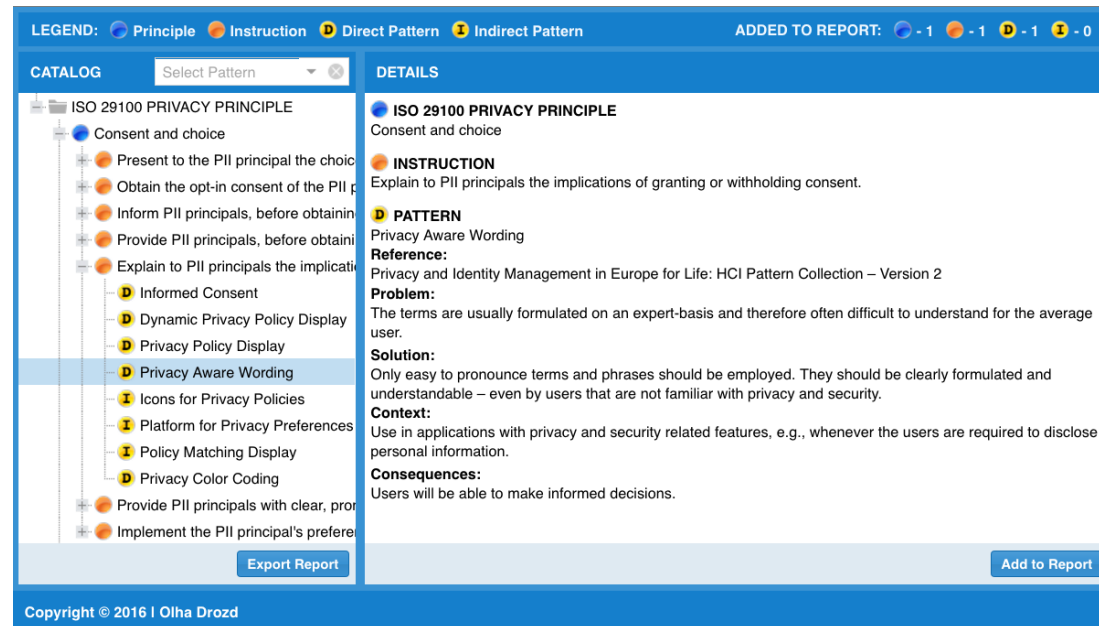 LEGEND: Principle Instruction D Direct Pattern I Indirect Pattern ADDED TO REPORT: - 1 - 1 D - 1 I - 0
CATALOG Select Pattern
ISO 29100 PRIVACY PRINCIPLE
Consent and choice
Present to the PII principal the choic
Obtain the opt-in consent of the PII p
Inform PII principals, before obtainin
Provide PII principals, before obtaini
Explain to PII principals the implicati
D Informed Consent
D Dynamic Privacy Policy Display
D Privacy Policy Display
D Privacy Aware Wording
I Icons for Privacy Policies
I Platform for Privacy Preferences
I Policy Matching Display
D Privacy Color Coding
Provide PII principals with clear, pror
Implement the PII principal's prefere
Export Report
DETAILS
ISO 29100 PRIVACY PRINCIPLE
Consent and choice
INSTRUCTION
Explain to PII principals the implications of granting or withholding consent.
D PATTERN
Privacy Aware Wording
Reference:
Privacy and Identity Management in Europe for Life: HCI Pattern Collection – Version 2
Problem:
The terms are usually formulated on an expert-basis and therefore often difficult to understand for the average
user.
Solution:
Only easy to pronounce terms and phrases should be employed. They should be clearly formulated and
understandable – even by users that are not familiar with privacy and security.
Context:
Use in applications with privacy and security related features, e.g., whenever the users are required to disclose
personal information.
Consequences:
Users will be able to make informed decisions.
Add to Report
Copyright © 2016 I Olha Drozd